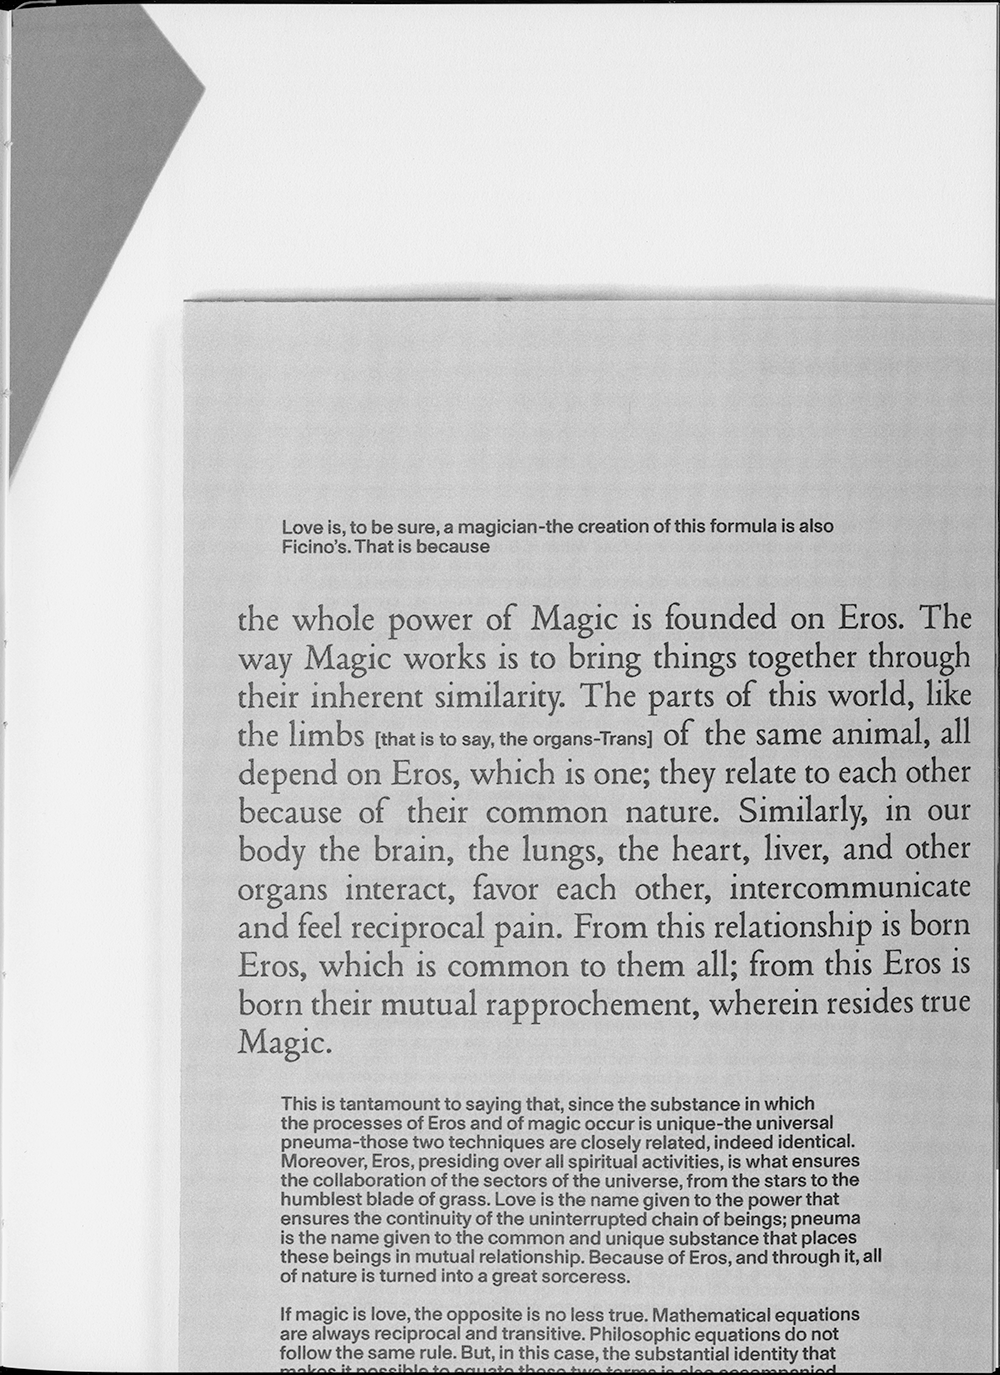 Love is, to be sure, a magician-the creation of this formula is also
Ficino's. That is because
the whole power of Magic is founded on Eros. The
way Magic works is to bring things together through
their inherent similarity. The parts of this world, like
the limbs [that is to say, the organs-Trans] of the same animal, all
depend on Eros, which is one; they relate to each other
because of their common nature. Similarly, in our
body the brain, the lungs, the heart, liver, and other
organs interact, favor each other, intercommunicate
and feel reciprocal pain. From this relationship is born
Eros, which is common to them all; from this Eros is
born their mutual rapprochement, wherein resides true
Magic.
This is tantamount to saying that, since the substance in which
the processes of Eros and of magic occur is unique-the universal
pneuma-those two techniques are closely related, indeed identical.
Moreover, Eros, presiding over all spiritual activities, is what ensures
the collaboration of the sectors of the universe, from the stars to the
humblest blade of grass. Love is the name given to the power that
ensures the continuity of the uninterrupted chain of beings; pneuma
is the name given to the common and unique substance that places
these beings in mutual relationship. Because of Eros, and through it, all
of nature is turned into a great sorceress.
If magic is love, the opposite is no less true. Mathematical equations
are always reciprocal and transitive. Philosophic equations do not
follow the same rule. But, in this case, the substantial identity that
makes it possible to equate these two terms is also accompanied